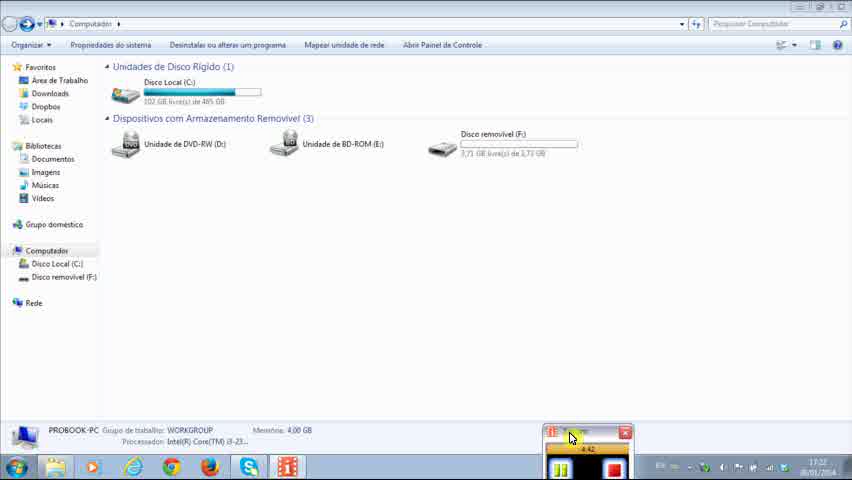 Computador
Pesquisar Computador
Organizar
Propriedades do sistema
Desinstalar ou alterar um programa
Mapear unidade de rede
Abrir Painel de Controle
Favoritos
Área de Trabalho
Downloads
Dropbox
Locais
Bibliotecas
Documentos
Imagens
Músicas
Vídeos
Grupo doméstico
Computador
Disco Local (C:)
Disco removível (F:)
Rede
Unidades de Disco Rígido (1)
Disco Local (C:)
102 GB livre(s) de 465 GB
Dispositivos com Armazenamento Removível (3)
Unidade de DVD-RW (D:)
Unidade de BD-ROM (E:)
Disco removível (F:)
3,71 GB livre(s) de 3,73 GB
PROBOOK-PC Grupo de trabalho: WORKGROUP Memória: 4,00 GB
Processador: Intel(R) Core(TM) i3-23...
4:42
17:22